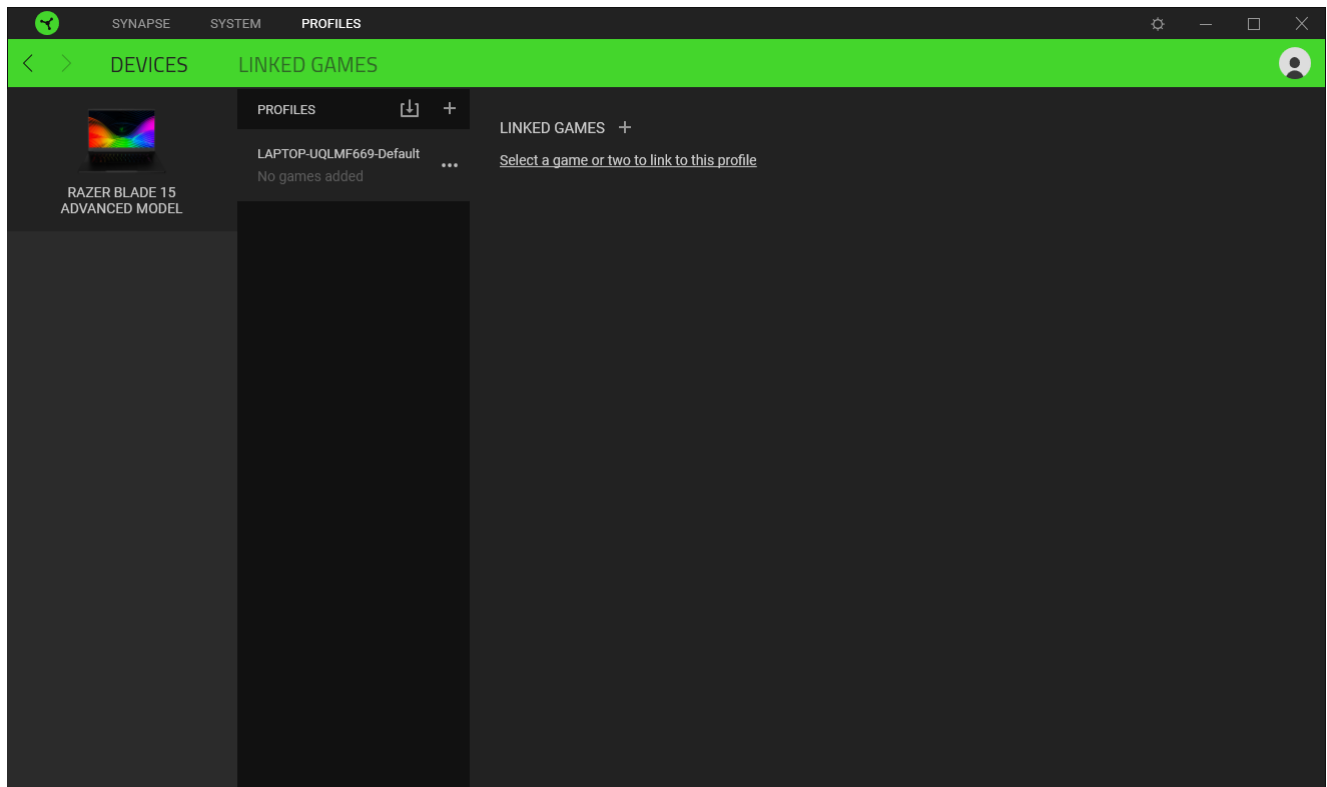 SYNAPSE SYSTEM PROFILES
DEVICES LINKED GAMES
RAZER BLADE 15
ADVANCED MODEL
PROFILES
LAPTOP-UQLMF669-Default
No games added
LINKED GAMES
Select a game or two to link to this profile